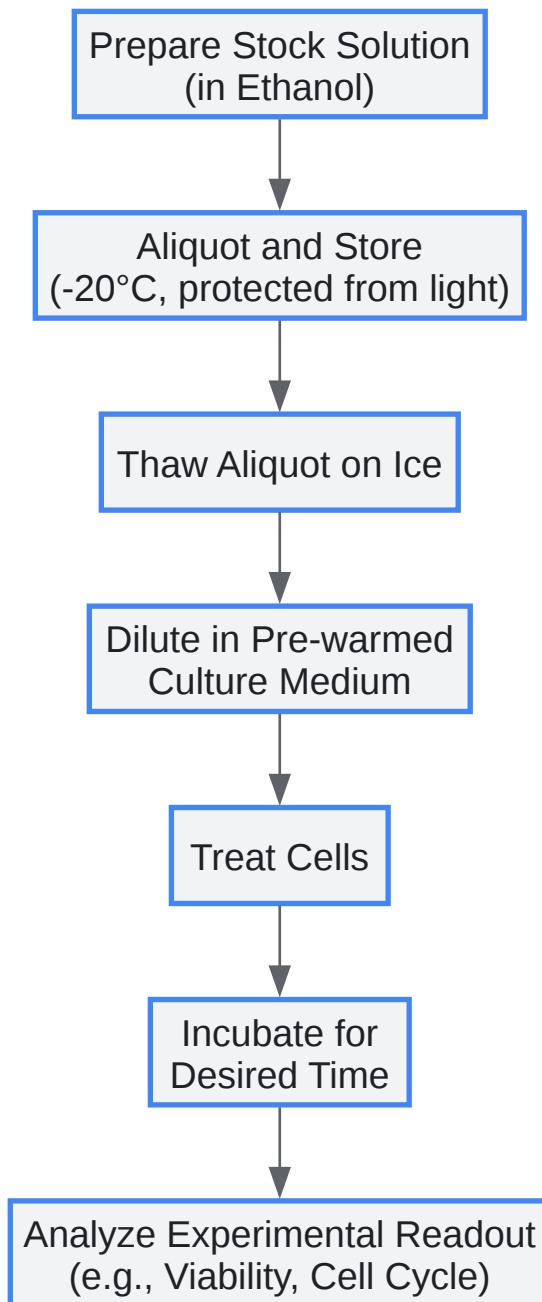 Prepare Stock Solution
(in Ethanol)
Aliquot and Store
(-20°C, protected from light)
Thaw Aliquot on Ice
Dilute in Pre-warmed
Culture Medium
Treat Cells
Incubate for
Desired Time
Analyze Experimental Readout
(e.g., Viability, Cell Cycle)